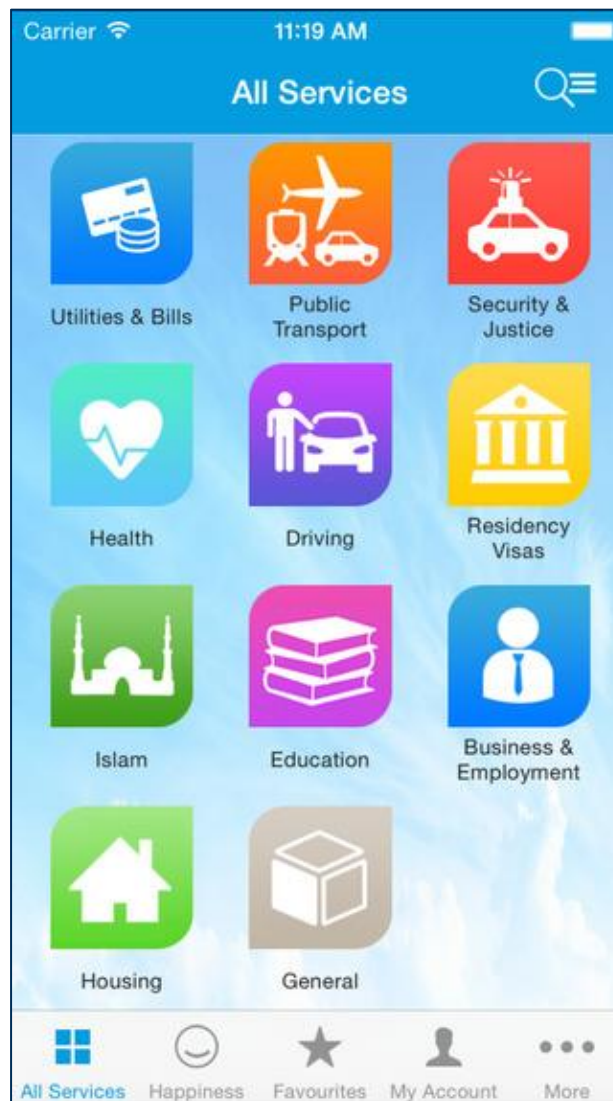 Carrier
11:19 AM
All Services
Utilities & Bills
Public
Transport
Security &
Justice
Health
Driving
Residency
Visas
Islam
Education
Business &
Employment
Housing
General
All Services
Happiness
Favourites
My Account
More